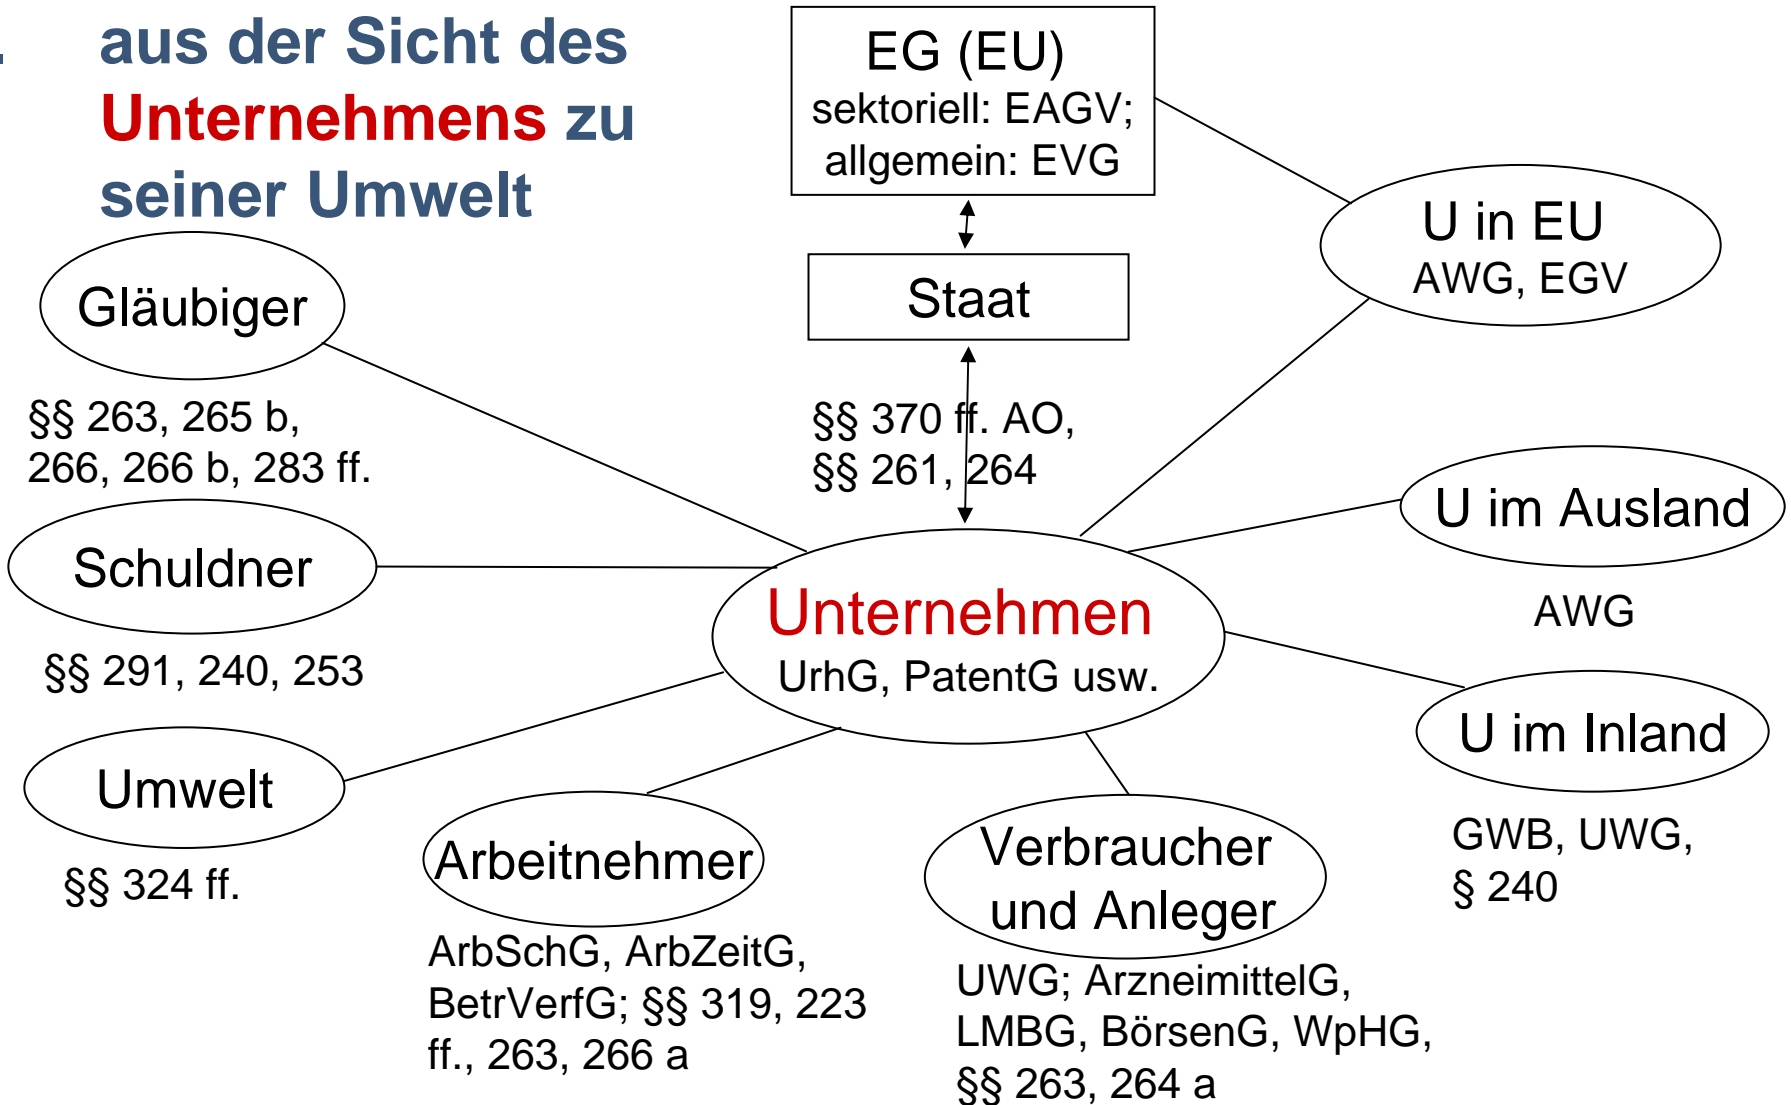 . aus der Sicht des
Unternehmens zu
seiner Umwelt
EG (EU)
sektoriell: EAGV;
allgemein: EVG
Staat
§§ 370 ff. AO,
§§ 261, 264
U in EU
AWG, EGV
Gläubiger
§§ 263, 265 b,
266, 266 b, 283 ff.
Schuldner
§§ 291, 240, 253
Umwelt
§§ 324 ff.
Unternehmen
UrhG, PatentG usw.
U im Ausland
AWG
U im Inland
GWB, UWG,
§ 240
Arbeitnehmer
ArbSchG, ArbZeitG,
BetrVerfG; §§ 319, 223
ff., 263, 266 a
Verbraucher
und Anleger
UWG; ArzneimittelG,
LMBG, BörsenG, WpHG,
§§ 263, 264 a